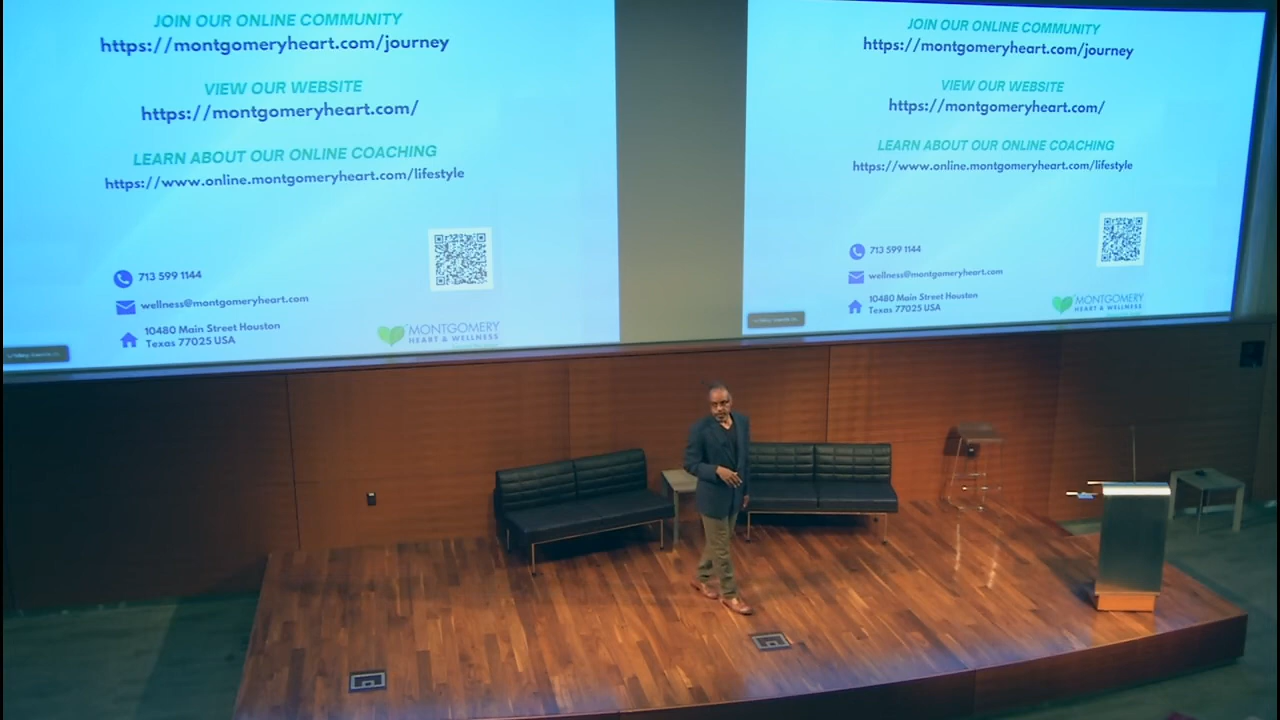 JOIN OUR ONLINE COMMUNITY
https://montgomeryheart.com/journey
VIEW OUR WEBSITE
https://montgomeryheart.com/
LEARN ABOUT OUR ONLINE COACHING
https://www.online.montgomeryheart.com/lifestyle
713 599 1144
wellness@montgomeryheart.com
10480 Main Street Houston
Texas 77025 USA
MONTGOMERY
HEART & WELLNESS
JOIN OUR ONLINE COMMUNITY
https://montgomeryheart.com/journey
VIEW OUR WEBSITE
https://montgomeryheart.com/
LEARN ABOUT OUR ONLINE COACHING
https://www.online.montgomeryheart.com/lifestyle
713 599 1144
wellness@montgomeryheart.com
10480 Main Street Houston
Texas 77025 USA
MONTGOMERY
HEART & WELLNESS